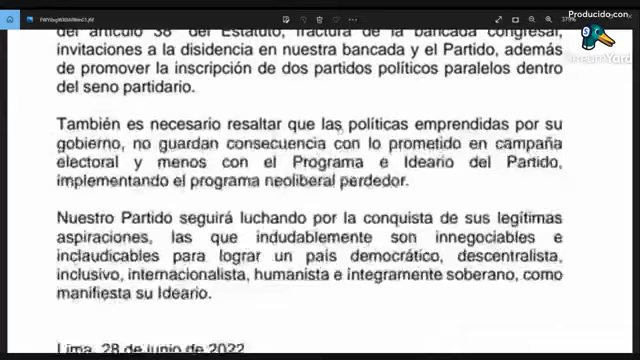 Producido con
StreamYard
379%
del artículo 38° del Estatuto, fractura de la bancada congresal,
invitaciones a la disidencia en nuestra bancada y el Partido, además
de promover la inscripción de dos partidos políticos paralelos dentro
del seno partidario.
También es necesario resaltar que las políticas emprendidas por su
gobierno, no guardan consecuencia con lo prometido en campaña
electoral y menos con el Programa e Ideario del Partido,
implementando el programa neoliberal perdedor.
Nuestro Partido seguirá luchando por la conquista de sus legítimas
aspiraciones, las que indudablemente son innegociables e
inclaudicables para lograr un país democrático, descentralista,
inclusivo, internacionalista, humanista e íntegramente soberano, como
manifiesta su Ideario.
Lima, 28 de junio de 2022